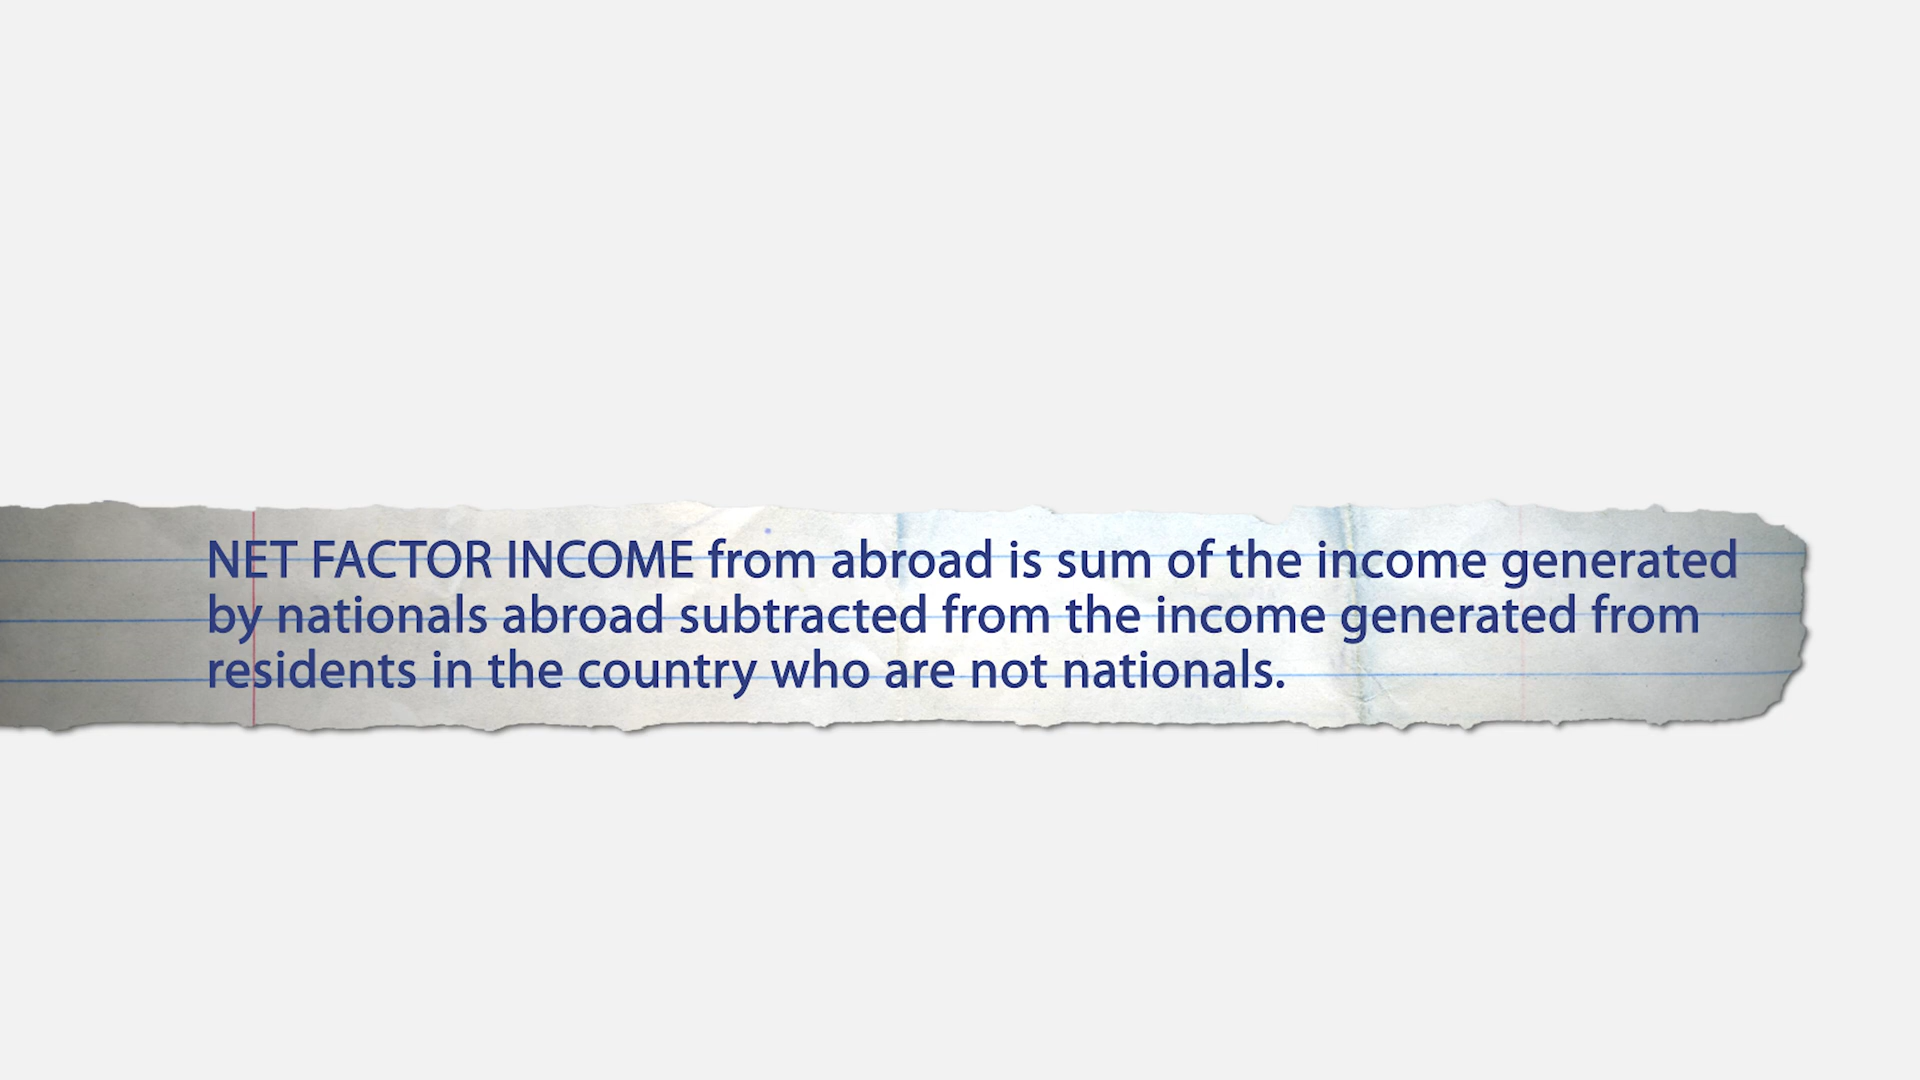 NET FACTOR INCOME from abroad is sum of the income generated
by nationals abroad subtracted from the income generated from
residents in the country who are not nationals.